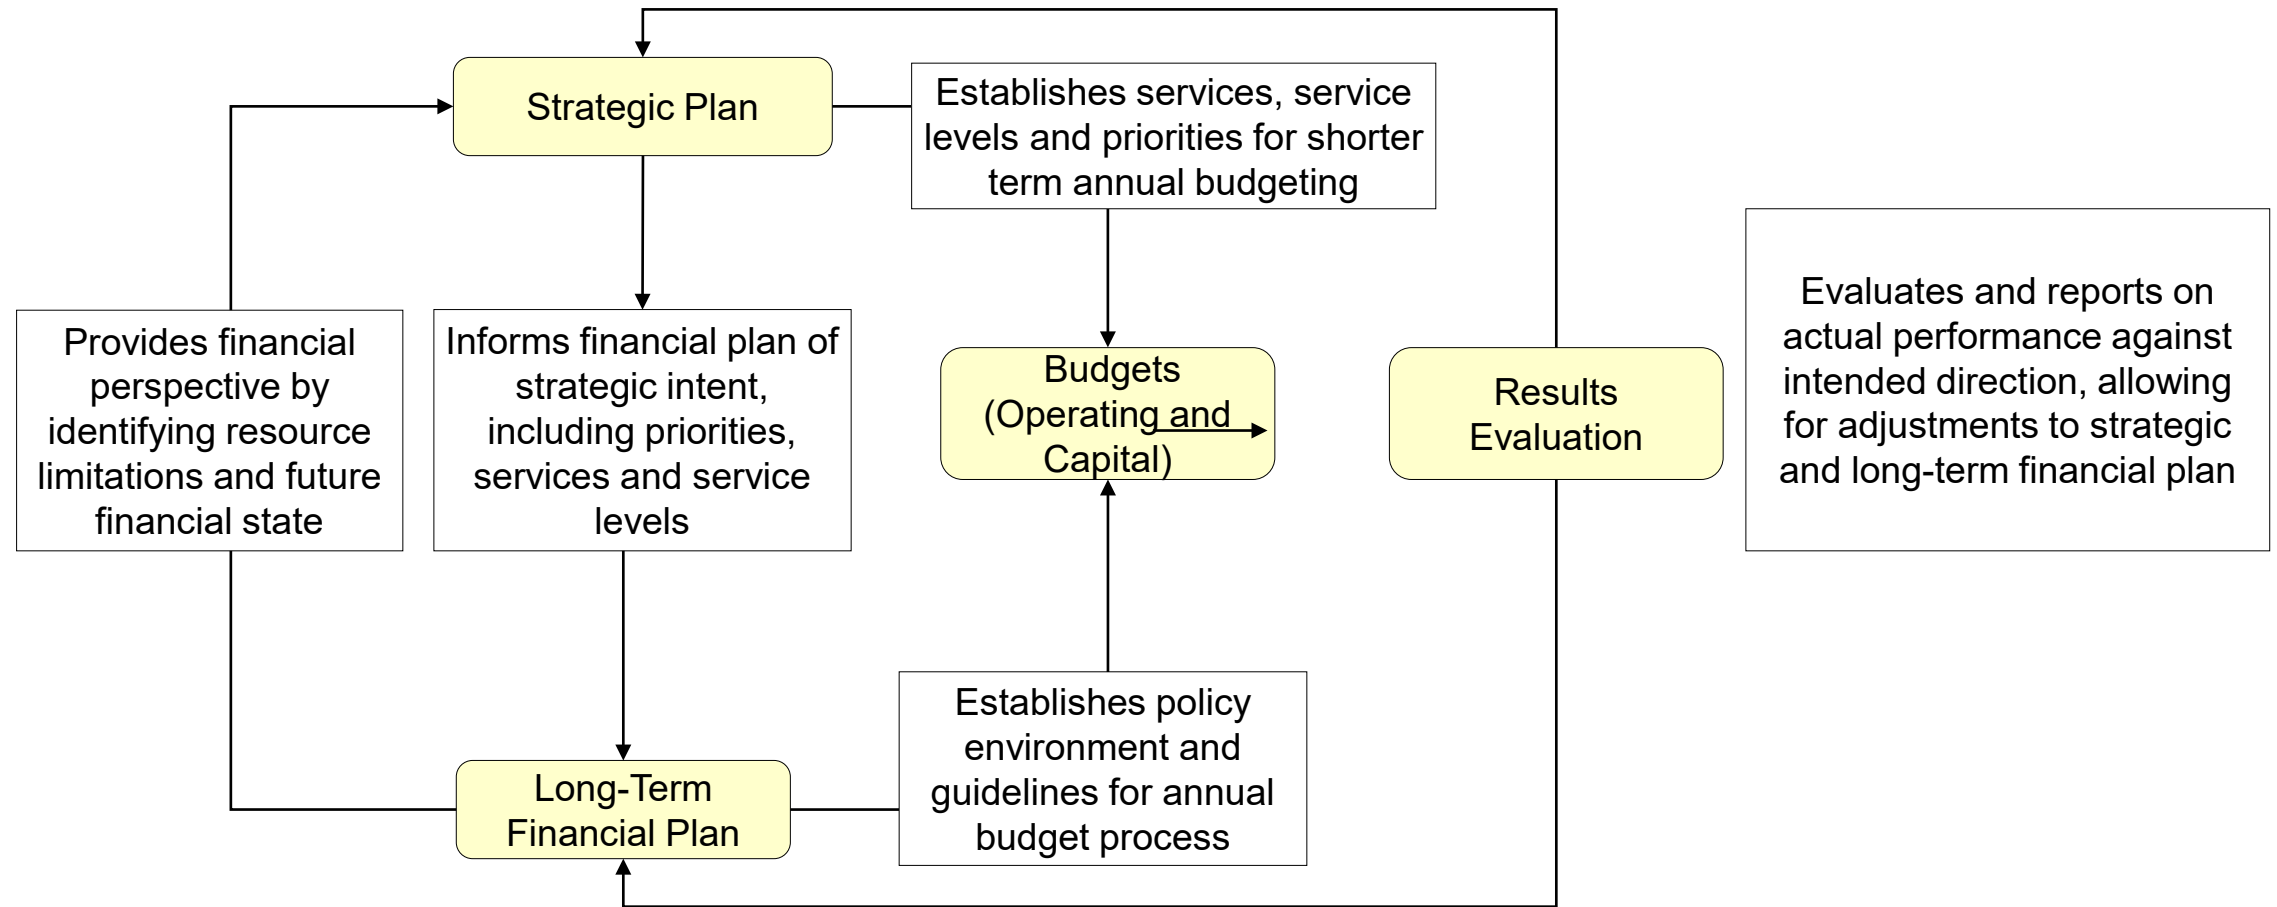 Strategic Plan
Establishes services, service
levels and priorities for shorter
term annual budgeting
Provides financial
perspective by
identifying resource
limitations and future
financial state
Informs financial plan of
strategic intent,
including priorities,
services and service
levels
Budgets
(Operating and
Capital)
Results
Evaluation
Evaluates and reports on
actual performance against
intended direction, allowing
for adjustments to strategic
and long-term financial plan
Long-Term
Financial Plan
Establishes policy
environment and
guidelines for annual
budget process